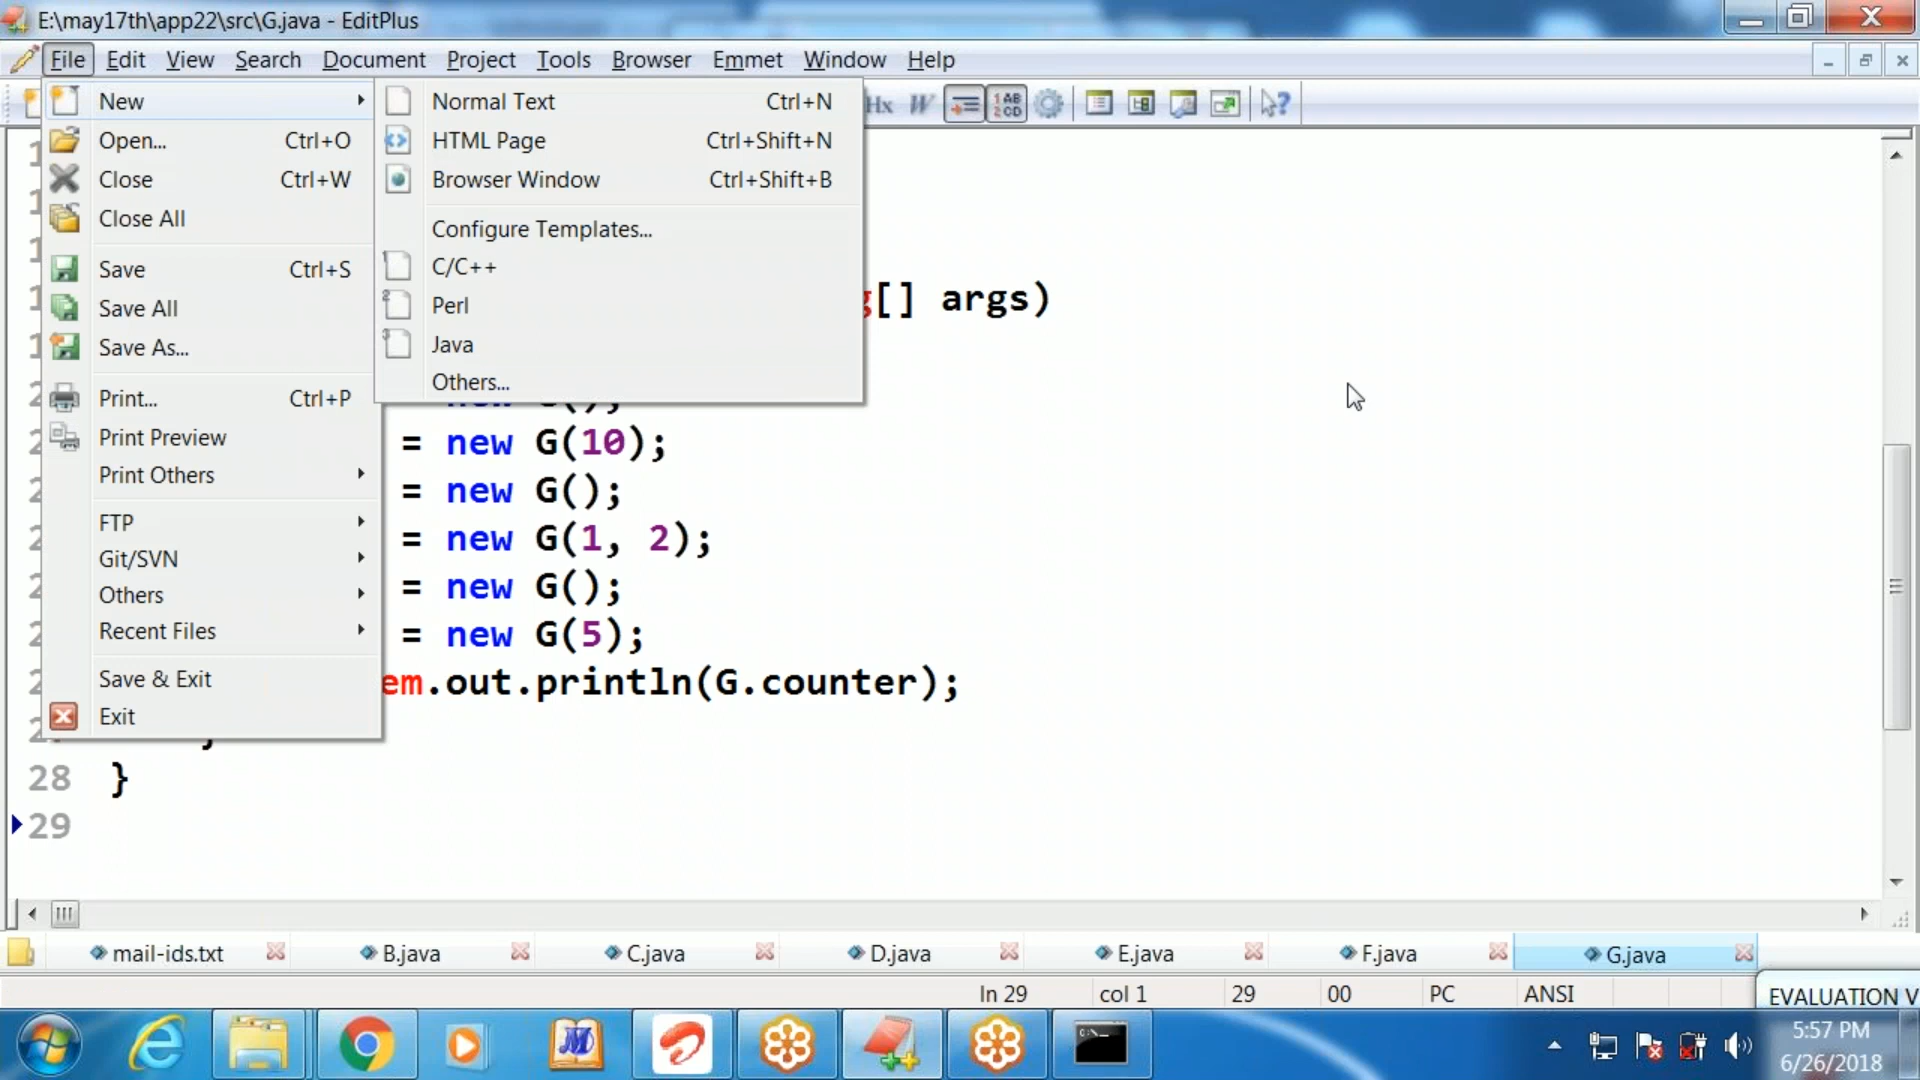 E:\may17th\app22\src\G.java - EditPlus
File Edit View Search Document Project Tools Browser Emmet Window Help
New
Open... Ctrl+O
Close Ctrl+W
Close All
Save Ctrl+S
Save All
Save As...
Print... Ctrl+P
Print Preview
Print Others
FTP
Git/SVN
Others
Recent Files
Save & Exit
Exit
Normal Text Ctrl+N
HTML Page Ctrl+Shift+N
Browser Window Ctrl+Shift+B
Configure Templates...
1 C/C++
2 Perl
3 Java
Others...
[] args)
= new G(10);
= new G();
= new G(1, 2);
= new G();
= new G(5);
em.out.println(G.counter);
28 }
29
mail-ids.txt B.java C.java D.java E.java F.java G.java
ln 29 col 1 29 00 PC ANSI
EVALUATION V
5:57 PM
6/26/2018